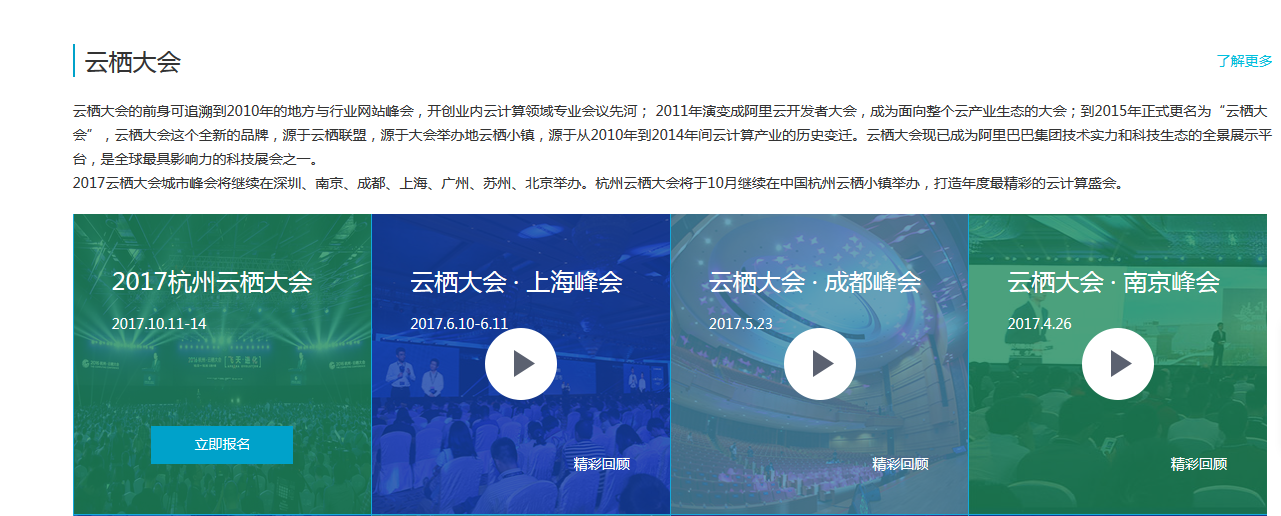 云栖大会
了解更多
云栖大会的前身可追溯到2010年的地方与行业网站峰会，开创业内云计算领域专业会议先河； 2011年演变成阿里云开发者大会，成为面向整个云产业生态的大会；到2015年正式更名为“云栖大
会”，云栖大会这个全新的品牌，源于云栖联盟，源于大会举办地云栖小镇，源于从2010年到2014年间云计算产业的历史变迁。云栖大会现已成为阿里巴巴集团技术实力和科技生态的全景展示平
台，是全球最具影响力的科技展会之一。
2017云栖大会城市峰会将继续在深圳、南京、成都、上海、广州、苏州、北京举办。杭州云栖大会将于10月继续在中国杭州云栖小镇举办，打造年度最精彩的云计算盛会。
2017杭州云栖大会
2017.10.11-14
飞天·进化
立即报名
云栖大会 · 上海峰会
2017.6.10-6.11
精彩回顾
云栖大会 · 成都峰会
2017.5.23
精彩回顾
云栖大会 · 南京峰会
2017.4.26
精彩回顾